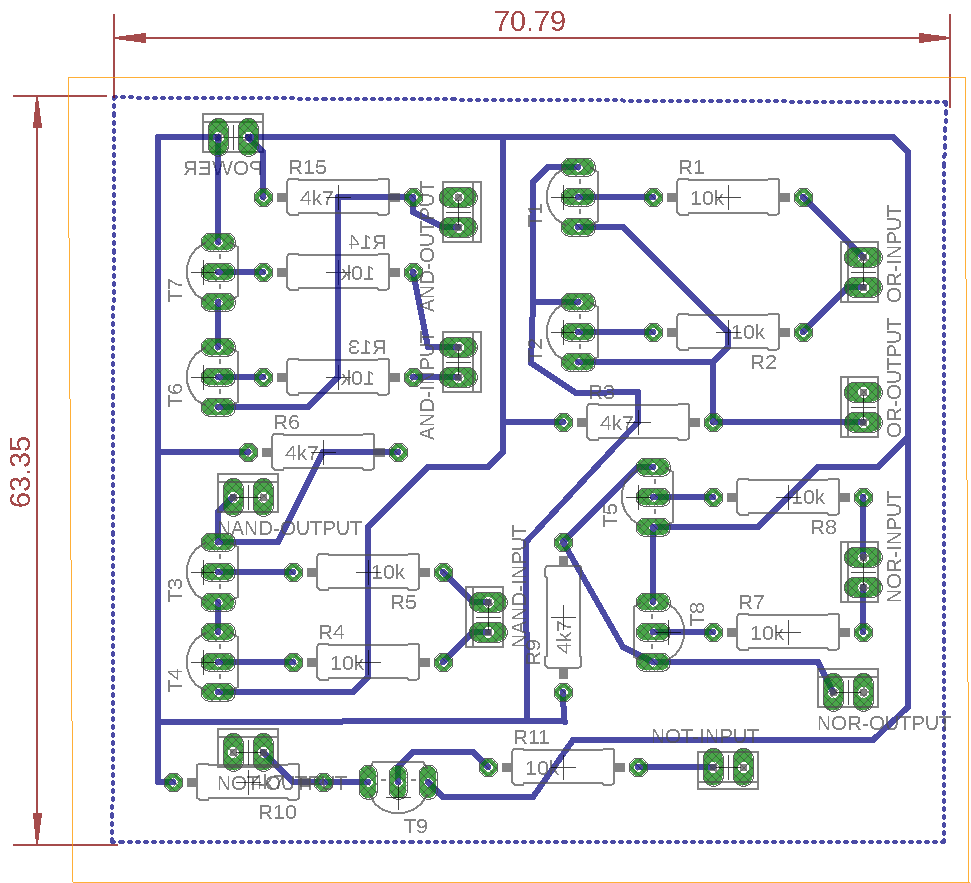 70.79
63.35
POWER
R15
4k7
AND-OUTPUT
T1
R1
10k
OR-INPUT
R14
10k
T7
T2
10k
R2
R13
10k
T6
AND-INPUT
R3
4k7
OR-OUTPUT
R6
4k7
NAND-OUTPUT
T5
10k
R8
NOR-INPUT
T3
10k
R5
NAND-INPUT
R9
4k7
T8
R7
10k
R4
10k
T4
NOR-OUTPUT
NOT-OUTPUT
4k7
R10
T9
R11
10k
NOT-INPUT